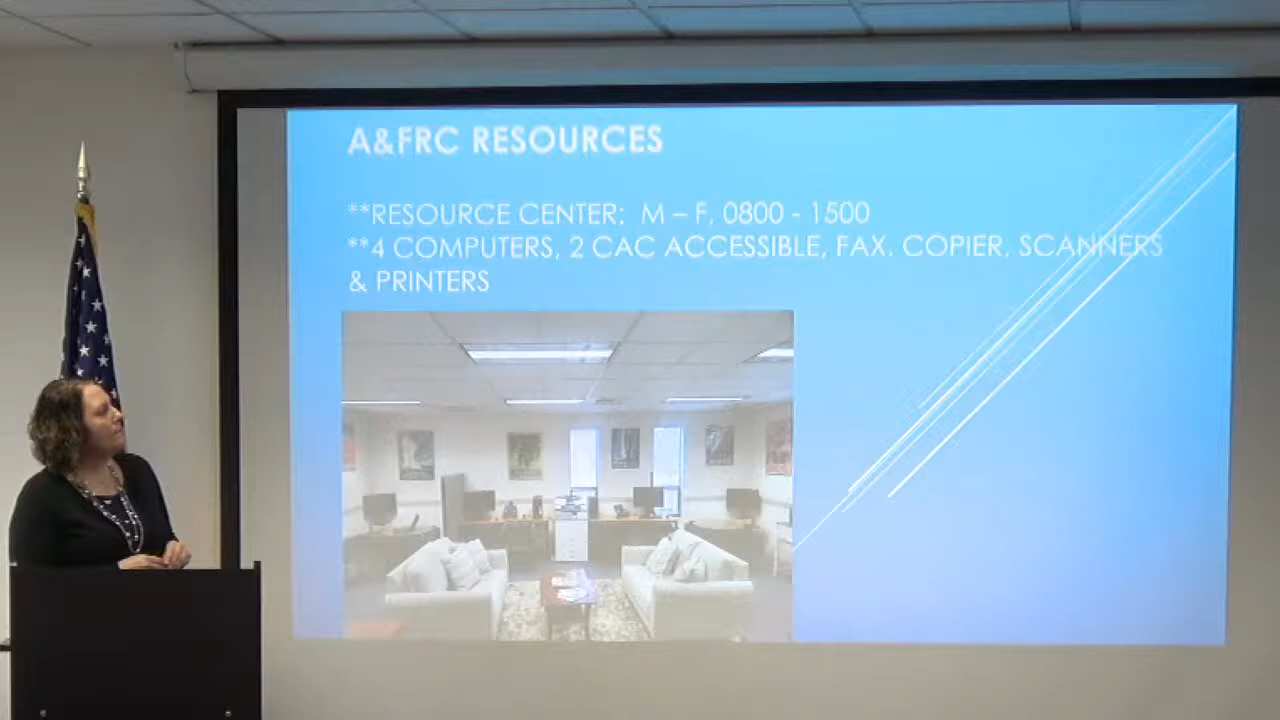 A&FRC RESOURCES
**RESOURCE CENTER: M – F, 0800 - 1500
**4 COMPUTERS, 2 CAC ACCESSIBLE, FAX. COPIER, SCANNERS
& PRINTERS